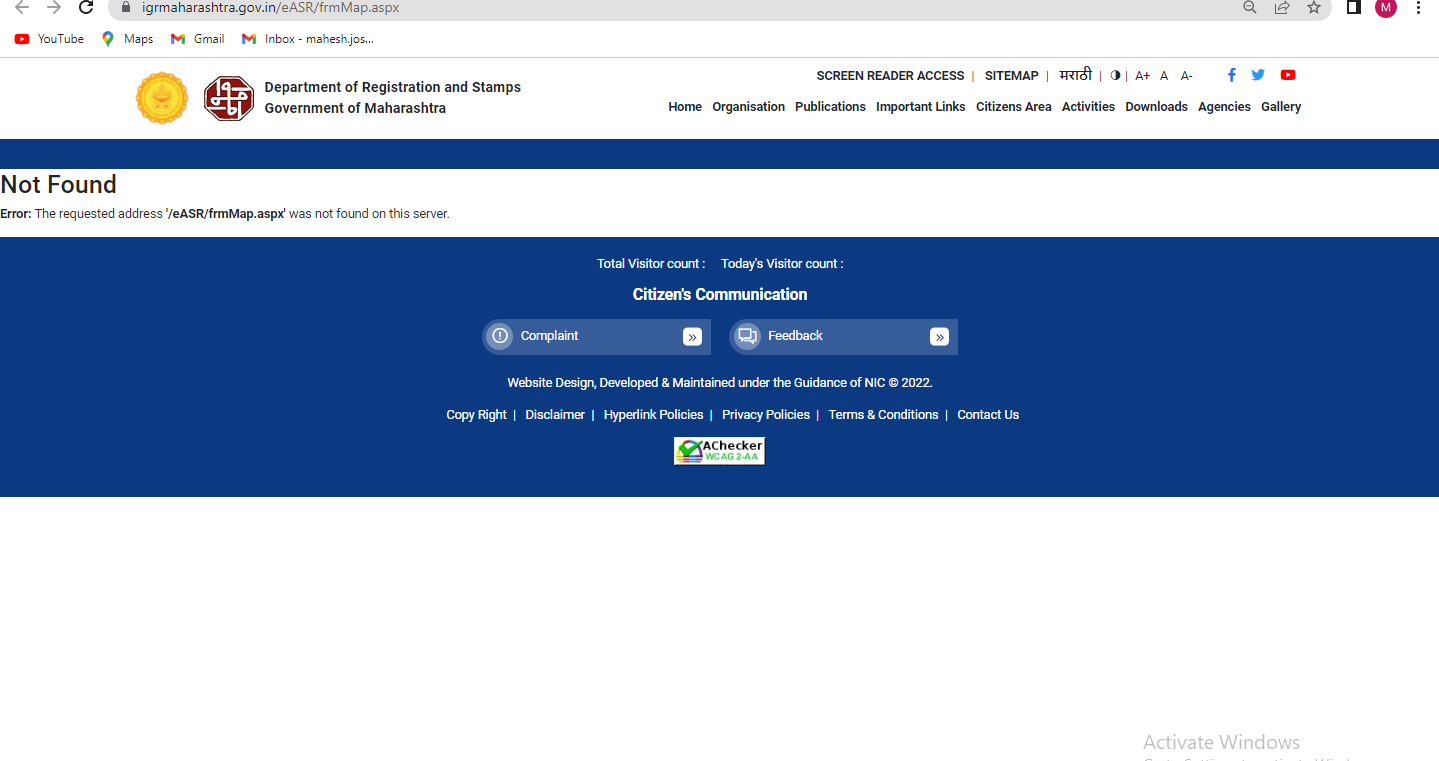 igrmaharashtra.gov.in/eASR/frmMap.aspx
M
YouTube Maps Gmail Inbox - mahesh.jos...
SCREEN READER ACCESS | SITEMAP | मराठी | | A+ A A-
Department of Registration and Stamps
Government of Maharashtra
Home Organisation Publications Important Links Citizens Area Activities Downloads Agencies Gallery
Not Found
Error: The requested address '/eASR/frmMap.aspx' was not found on this server.
Total Visitor count : Today's Visitor count :
Citizen's Communication
Complaint » Feedback »
Website Design, Developed & Maintained under the Guidance of NIC © 2022.
Copy Right | Disclaimer | Hyperlink Policies | Privacy Policies | Terms & Conditions | Contact Us
AChecker
WCAG 2-AA
Activate Windows